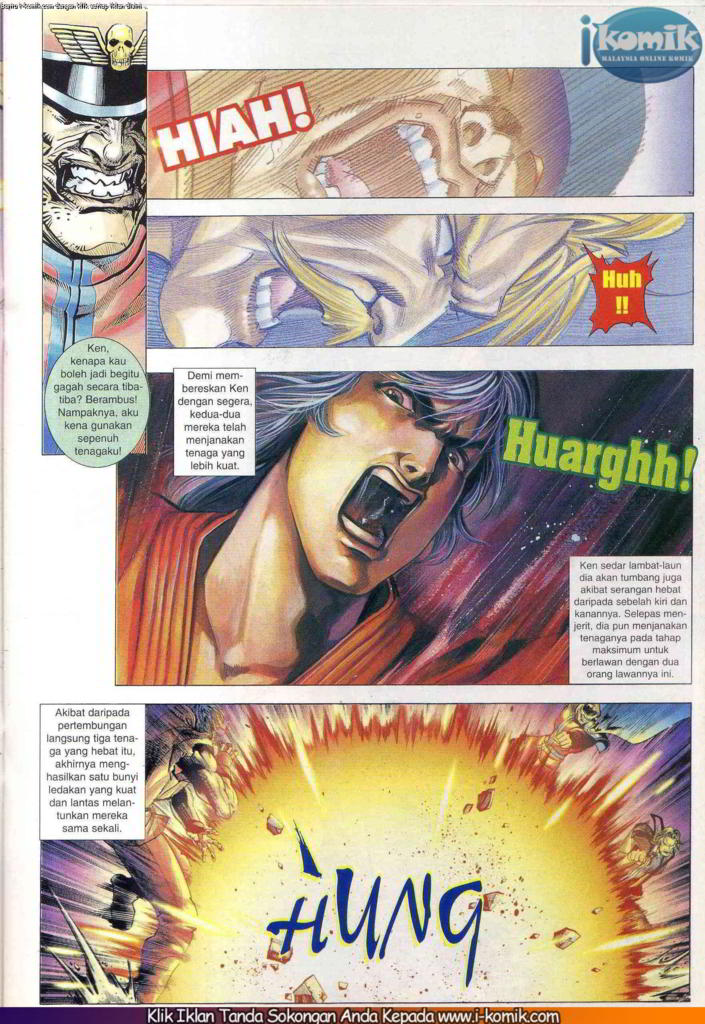 ikomik
MALAYSIA ONLINE KOMIK
HIAH!
Huh
!!
Ken,
kenapa kau
boleh jadi begitu
gagah secara tiba-
tiba? Berambus!
Nampaknya, aku
kena gunakan
sepenuh
tenagaku!
Demi mem-
bereskan Ken
dengan segera,
kedua-dua
mereka telah
menjanakan
tenaga yang
lebih kuat.
Huarghh!
Ken sedar lambat-laun
dia akan tumbang juga
akibat serangan hebat
daripada sebelah kiri dan
kanannya. Selepas men-
jerit, dia pun menjanakan
tenaganya pada tahap
maksimum untuk
berlawan dengan dua
orang lawannya ini.
Akibat daripada
pertembungan
langsung tiga tena-
ga yang hebat itu,
akhirnya meng-
hasilkan satu bunyi
ledakan yang kuat
dan lantas melan-
tunkan mereka
sama sekali.
HUNG
Klik Iklan Tanda Sokongan Anda Kepada www.i-komik.com